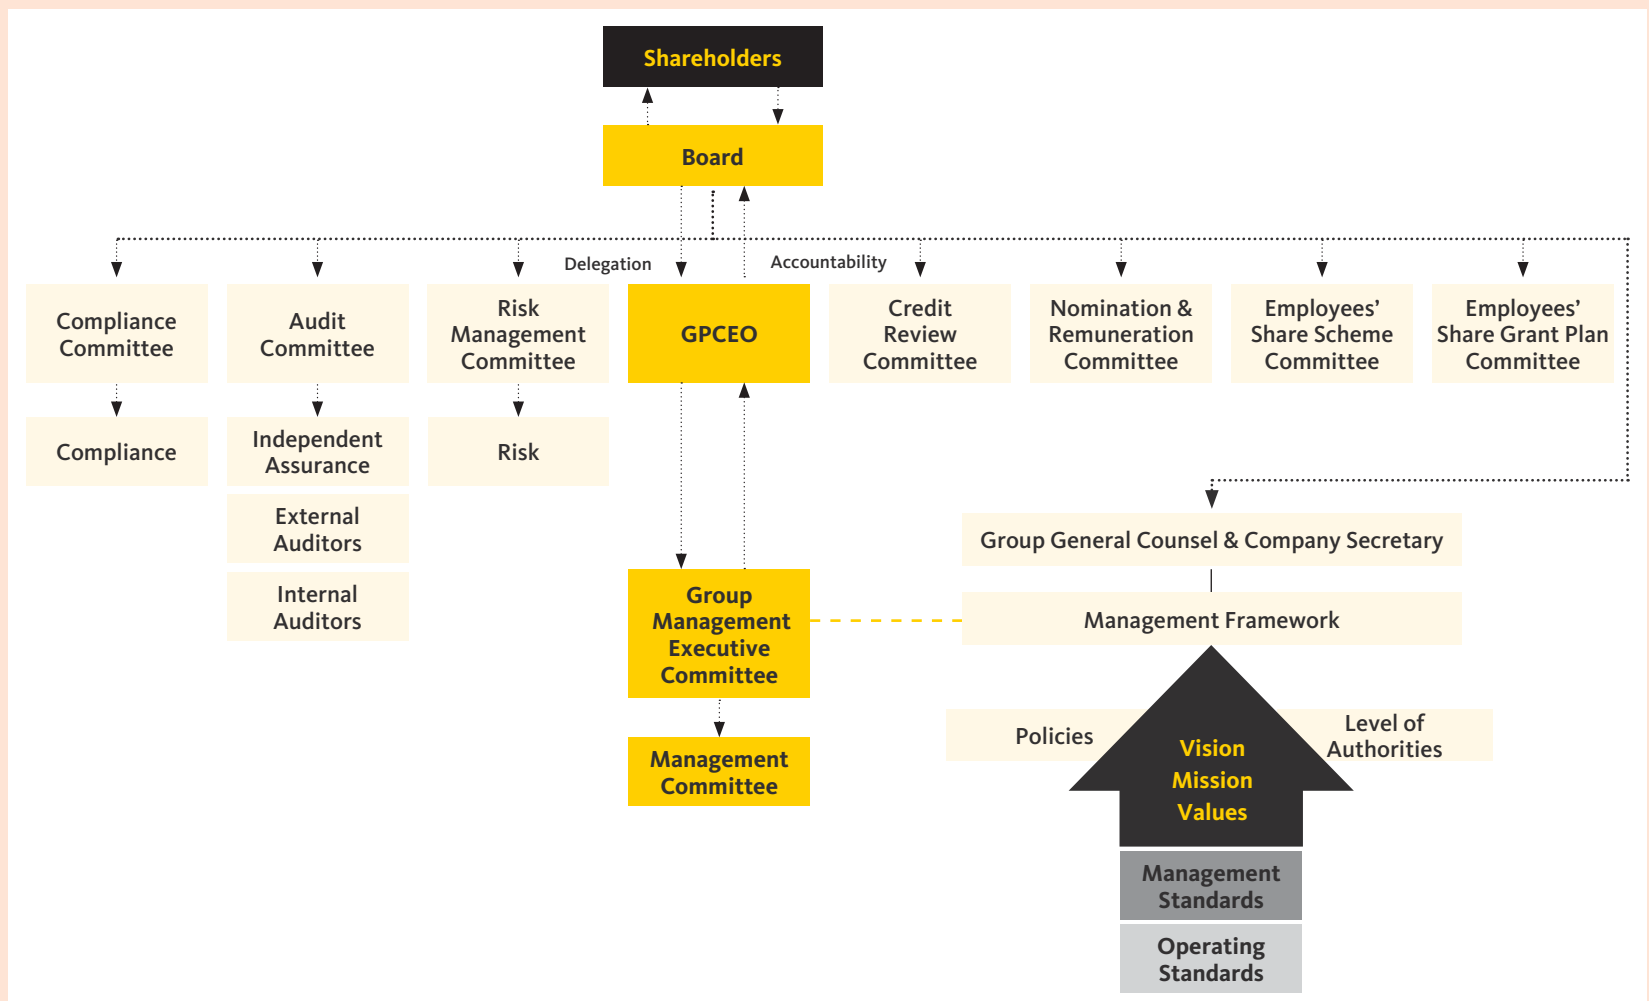 Shareholders
Board
Delegation
Accountability
Compliance
Committee
Audit
Committee
Risk
Management
Committee
GPCEO
Credit
Review
Committee
Nomination &
Remuneration
Committee
Employees’
Share Scheme
Committee
Employees’
Share Grant Plan
Committee
Compliance
Independent
Assurance
Risk
External
Auditors
Internal
Auditors
Group General Counsel & Company Secretary
Group
Management
Executive
Committee
Management Framework
Management
Committee
Policies
Level of
Authorities
Vision
Mission
Values
Management
Standards
Operating
Standards